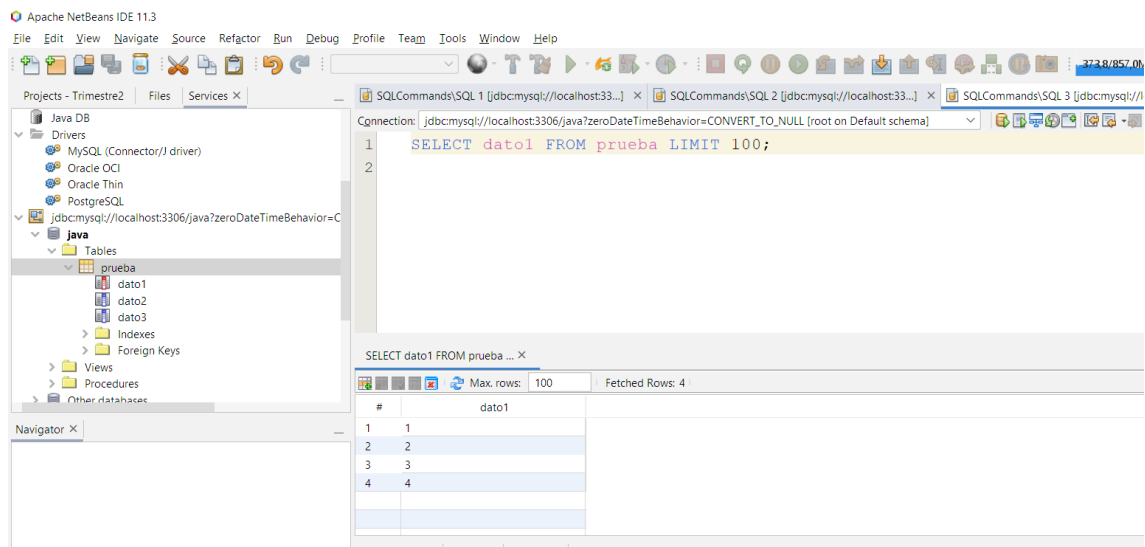 Apache NetBeans IDE 11.3
File Edit View Navigate Source Refactor Run Debug Profile Team Tools Window Help
373,8/857,0M
Projects - Trimestre2 Files Services
SQLCommands\SQL 1 [jdbc:mysql://localhost:33...] SQLCommands\SQL 2 [jdbc:mysql://localhost:33...] SQLCommands\SQL 3 [jdbc:mysql://l
Connection: jdbc:mysql://localhost:3306/java?zeroDateTimeBehavior=CONVERT_TO_NULL [root on Default schema]
Java DB
Drivers
MySQL (Connector/J driver)
Oracle OCI
Oracle Thin
PostgreSQL
jdbc:mysql://localhost:3306/java?zeroDateTimeBehavior=C
java
Tables
prueba
dato1
dato2
dato3
Indexes
Foreign Keys
Views
Procedures
Other databases
Navigator
1 SELECT dato1 FROM prueba LIMIT 100;
2
SELECT dato1 FROM prueba ...
Max. rows: 100 Fetched Rows: 4
# dato1
1 1
2 2
3 3
4 4